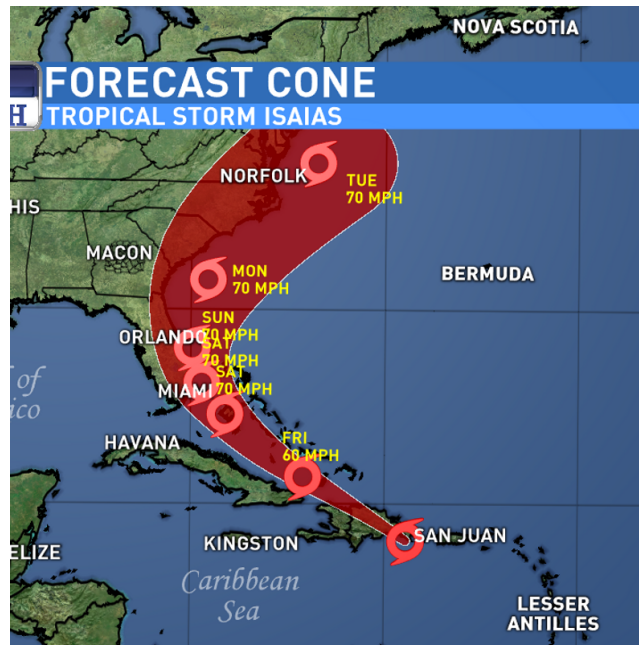 NOVA SCOTIA
FORECAST CONE
H
TROPICAL STORM ISAIAS
NORFOLK
TUE
70 MPH
HIS
MACON
MON
70 MPH
BERMUDA
SUN
70 MPH
ORLANDO
SAT
70 MPH
SAT
70 MPH
MIAMI
of
ico
HAVANA
FRI
60 MPH
SAN JUAN
ELIZE
KINGSTON
Caribbean
Sea
LESSER
ANTILLES